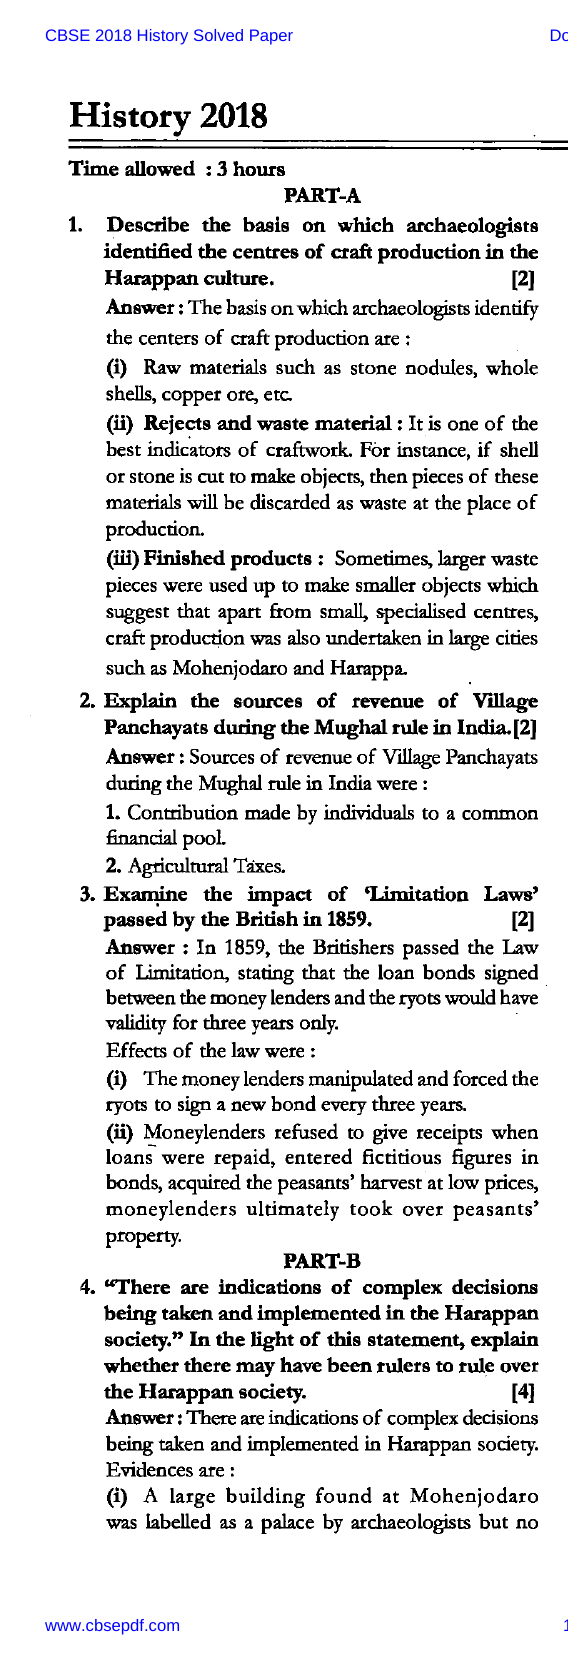 CBSE 2018 History Solved Paper
Do
History 2018
Time allowed : 3 hours
PART-A
1. Describe the basis on which archaeologists
identified the centres of craft production in the
Harappan culture. [2]
Answer : The basis on which archaeologists identify
the centers of craft production are :
(i) Raw materials such as stone nodules, whole
shells, copper ore, etc.
(ii) Rejects and waste material : It is one of the
best indicators of craftwork. For instance, if shell
or stone is cut to make objects, then pieces of these
materials will be discarded as waste at the place of
production.
(iii) Finished products : Sometimes, larger waste
pieces were used up to make smaller objects which
suggest that apart from small, specialised centres,
craft production was also undertaken in large cities
such as Mohenjodaro and Harappa.
2. Explain the sources of revenue of Village
Panchayats during the Mughal rule in India.[2]
Answer : Sources of revenue of Village Panchayats
during the Mughal rule in India were :
1. Contribution made by individuals to a common
financial pool.
2. Agricultural Taxes.
3. Examine the impact of ‘Limitation Laws’
passed by the British in 1859. [2]
Answer : In 1859, the Britishers passed the Law
of Limitation, stating that the loan bonds signed
between the money lenders and the ryots would have
validity for three years only.
Effects of the law were :
(i) The money lenders manipulated and forced the
ryots to sign a new bond every three years.
(ii) Moneylenders refused to give receipts when
loans were repaid, entered fictitious figures in
bonds, acquired the peasants’ harvest at low prices,
moneylenders ultimately took over peasants’
property.
PART-B
4. “There are indications of complex decisions
being taken and implemented in the Harappan
society.” In the light of this statement, explain
whether there may have been rulers to rule over
the Harappan society. [4]
Answer : There are indications of complex decisions
being taken and implemented in Harappan society.
Evidences are :
(i) A large building found at Mohenjodaro
was labelled as a palace by archaeologists but no
www.cbsepdf.com
1